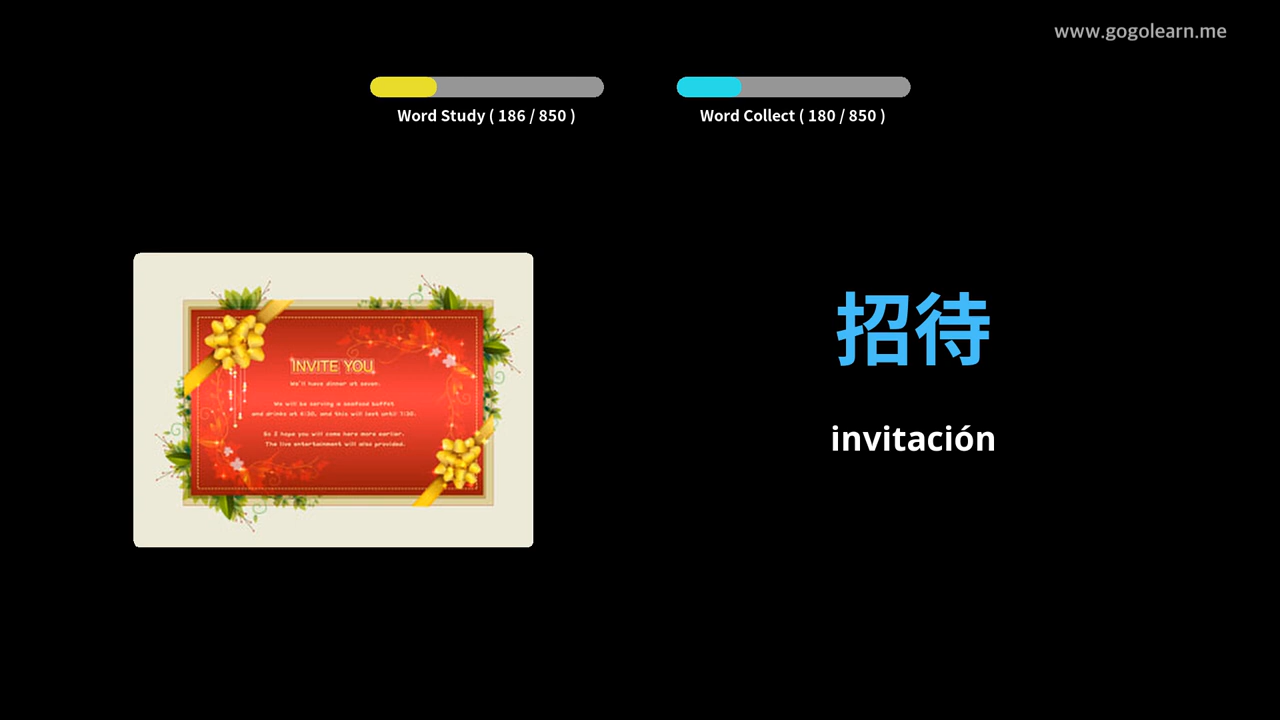 www.gogolearn.me
Word Study ( 186 / 850 )
Word Collect ( 180 / 850 )
INVITE YOU
We'll have dinner at seven.
We will be serving a seafood buffet
and drinks at 6:30, and this will last until 7:30.
So I hope you will come here more earlier.
The live entertainment will also provided.
招待
invitación